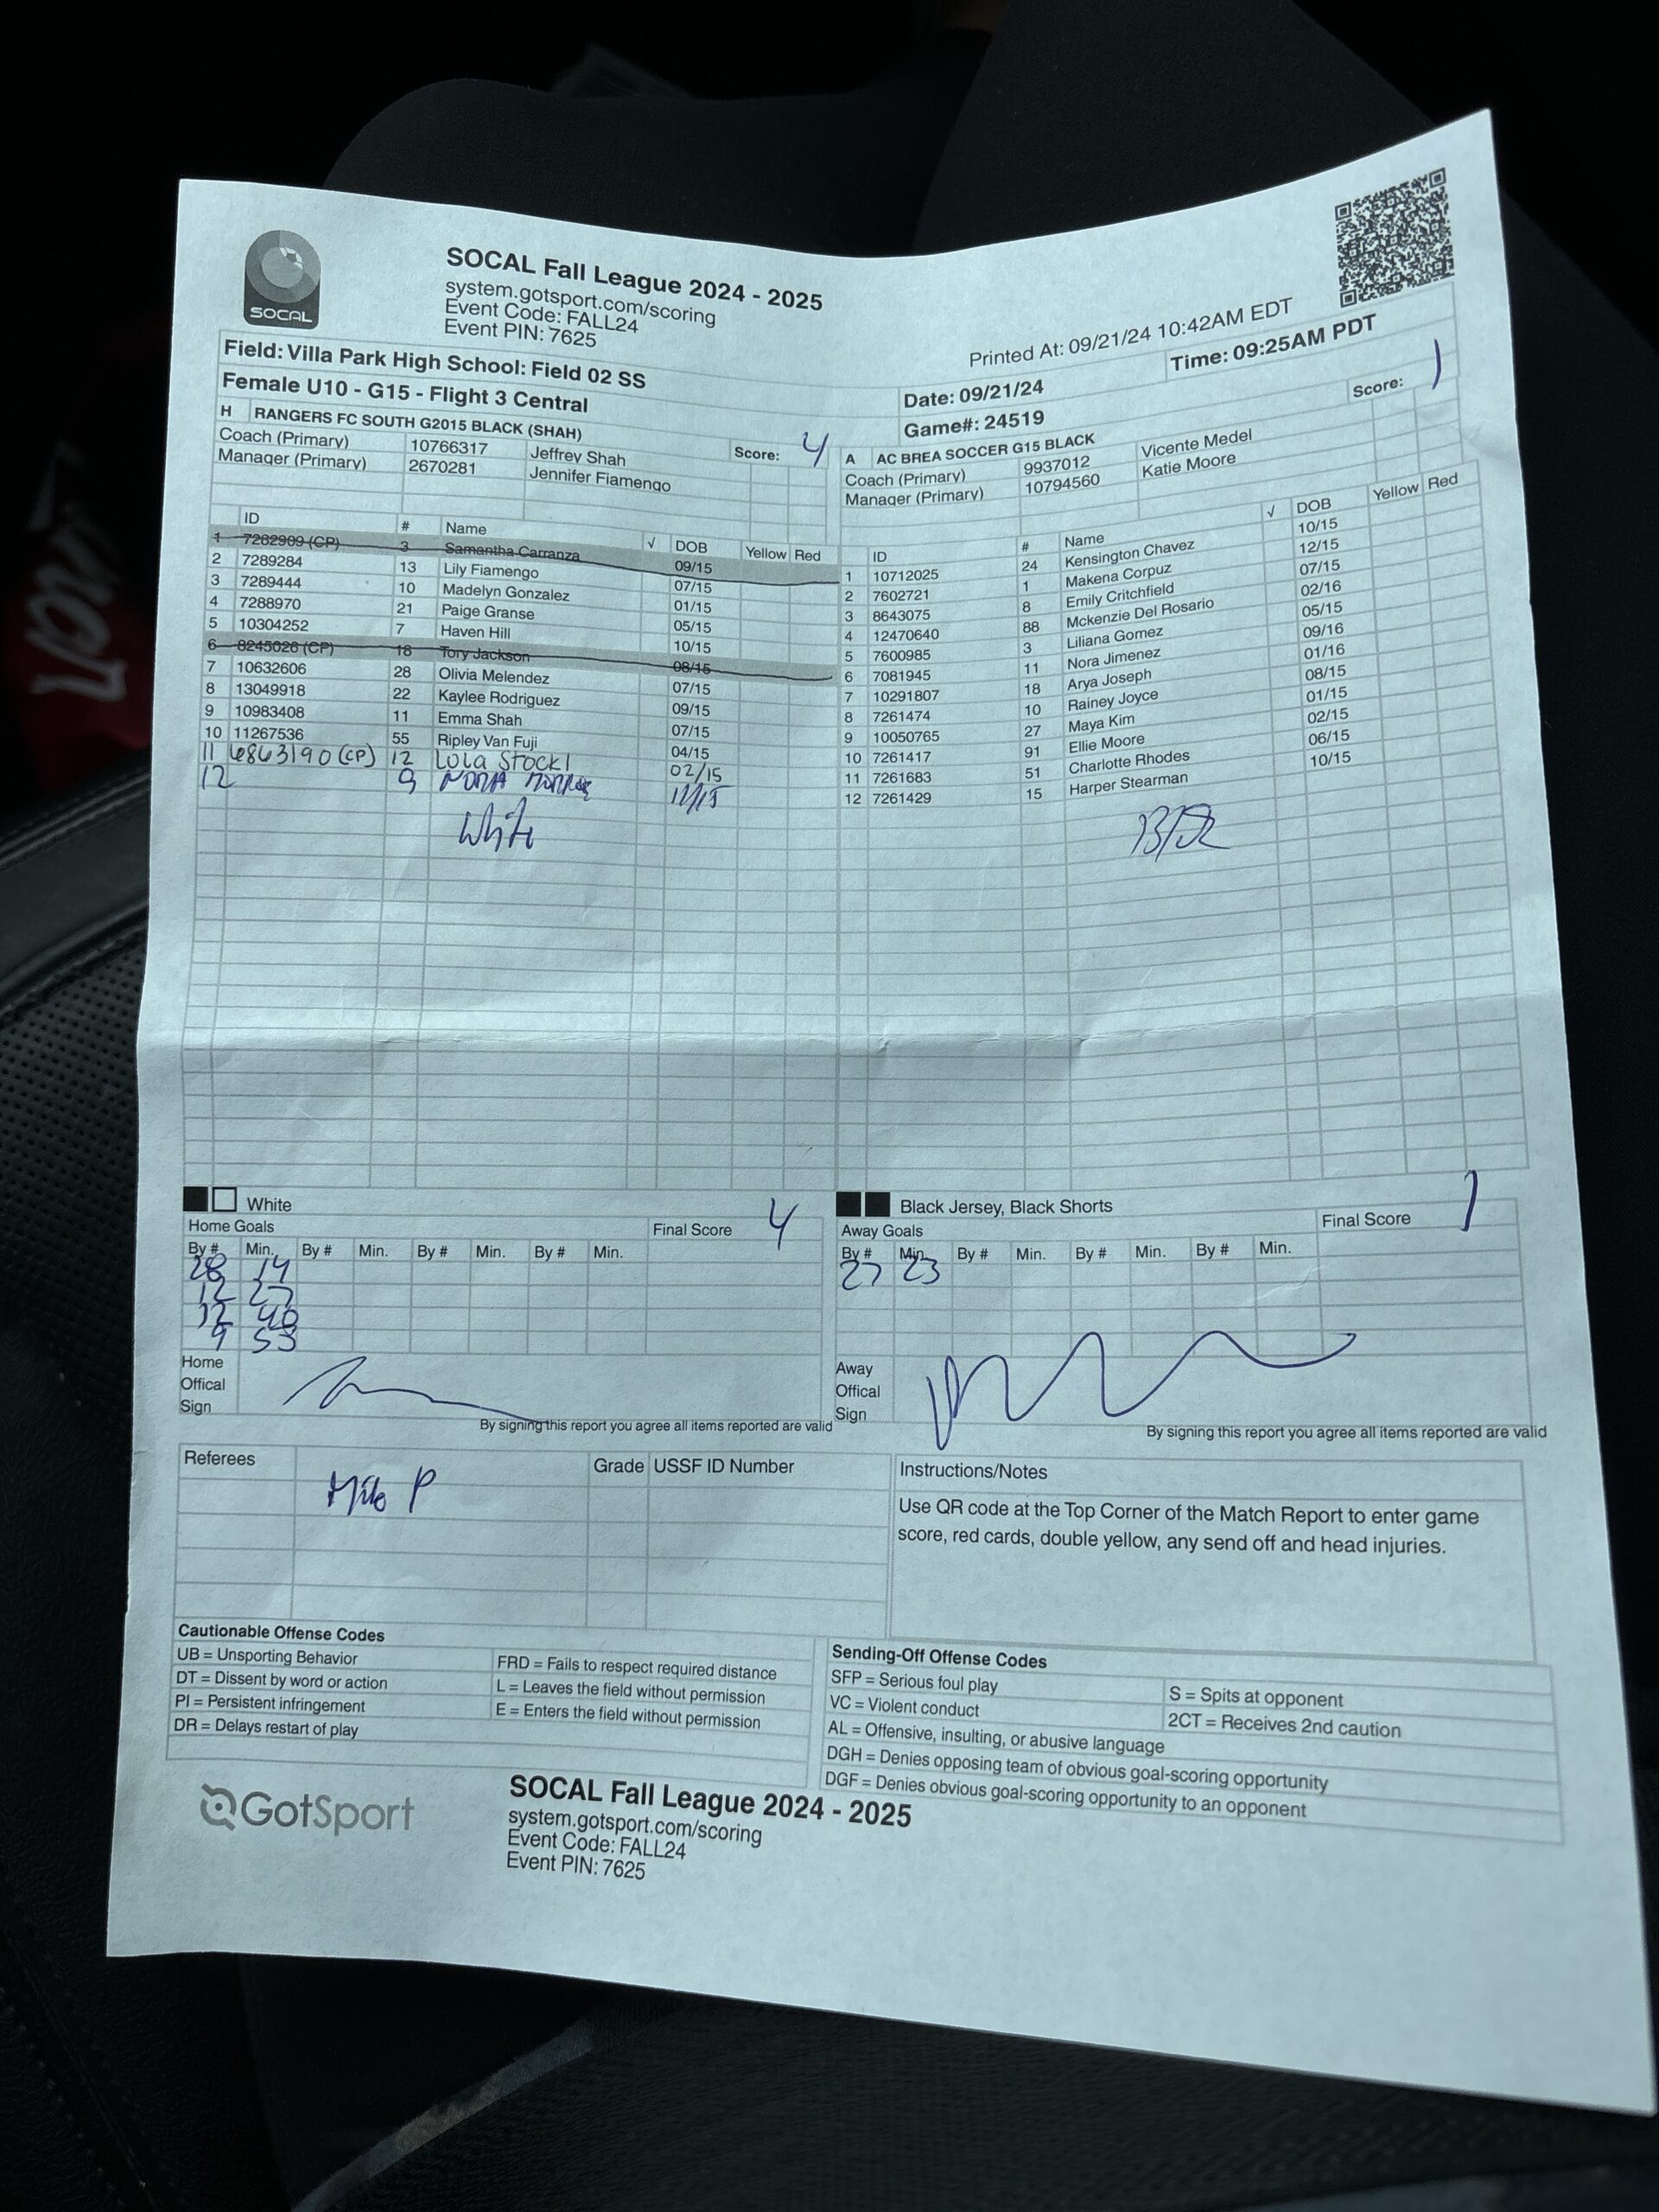 SOCAL
SOCAL Fall League 2024 - 2025
system.gotsport.com/scoring
Event Code: FALL24
Event PIN: 7625
Printed At: 09/21/24 10:42AM EDT
Field: Villa Park High School: Field 02 SS
Date: 09/21/24 Time: 09:25AM PDT
Female U10 - G15 - Flight 3 Central
Game#: 24519
H RANGERS FC SOUTH G2015 BLACK (SHAH) Score: 4
Coach (Primary) 10766317 Jeffrey Shah
Manager (Primary) 2670281 Jennifer Fiamengo
ID # Name √ DOB Yellow Red
1 7282989 (CP) 3 Samantha Carranza 09/15
2 7289284 13 Lily Fiamengo 07/15
3 7289444 10 Madelyn Gonzalez 01/15
4 7288970 21 Paige Granse 05/15
5 10304252 7 Haven Hill 10/15
6 8245026 (CP) 18 Tory Jackson 08/15
7 10632606 28 Olivia Melendez 07/15
8 13049918 22 Kaylee Rodriguez 09/15
9 10983408 11 Emma Shah 07/15
10 11267536 55 Ripley Van Fuji 04/15
11 6863190 (CP) 12 Lola Stockl 02/15
12 9 11/15
White
A AC BREA SOCCER G15 BLACK Score: 1
Coach (Primary) 9937012 Vicente Medel
Manager (Primary) 10794560 Katie Moore
ID # Name √ DOB Yellow Red
1 10712025 24 Kensington Chavez 10/15
2 7602721 1 Makena Corpuz 12/15
3 8643075 8 Emily Critchfield 07/15
4 12470640 88 Mckenzie Del Rosario 02/16
5 7600985 3 Liliana Gomez 05/15
6 7081945 11 Nora Jimenez 09/16
7 10291807 18 Arya Joseph 01/16
8 7261474 10 Rainey Joyce 08/15
9 10050765 27 Maya Kim 01/15
10 7261417 91 Ellie Moore 02/15
11 7261683 51 Charlotte Rhodes 06/15
12 7261429 15 Harper Stearman 10/15
White
Home Goals Final Score 4
By # Min. By # Min. By # Min. By # Min.
28 14
12 27
12 40
9 53
Home
Offical
Sign
By signing this report you agree all items reported are valid
Black Jersey, Black Shorts
Away Goals Final Score 1
By # Min. By # Min. By # Min. By # Min.
27 23
Away
Offical
Sign
By signing this report you agree all items reported are valid
Referees Grade USSF ID Number
Instructions/Notes
Use QR code at the Top Corner of the Match Report to enter game
score, red cards, double yellow, any send off and head injuries.
Cautionable Offense Codes
UB = Unsporting Behavior FRD = Fails to respect required distance
DT = Dissent by word or action L = Leaves the field without permission
PI = Persistent infringement E = Enters the field without permission
DR = Delays restart of play
Sending-Off Offense Codes
SFP = Serious foul play S = Spits at opponent
VC = Violent conduct 2CT = Receives 2nd caution
AL = Offensive, insulting, or abusive language
DGH = Denies opposing team of obvious goal-scoring opportunity
DGF = Denies obvious goal-scoring opportunity to an opponent
GotSport
SOCAL Fall League 2024 - 2025
system.gotsport.com/scoring
Event Code: FALL24
Event PIN: 7625